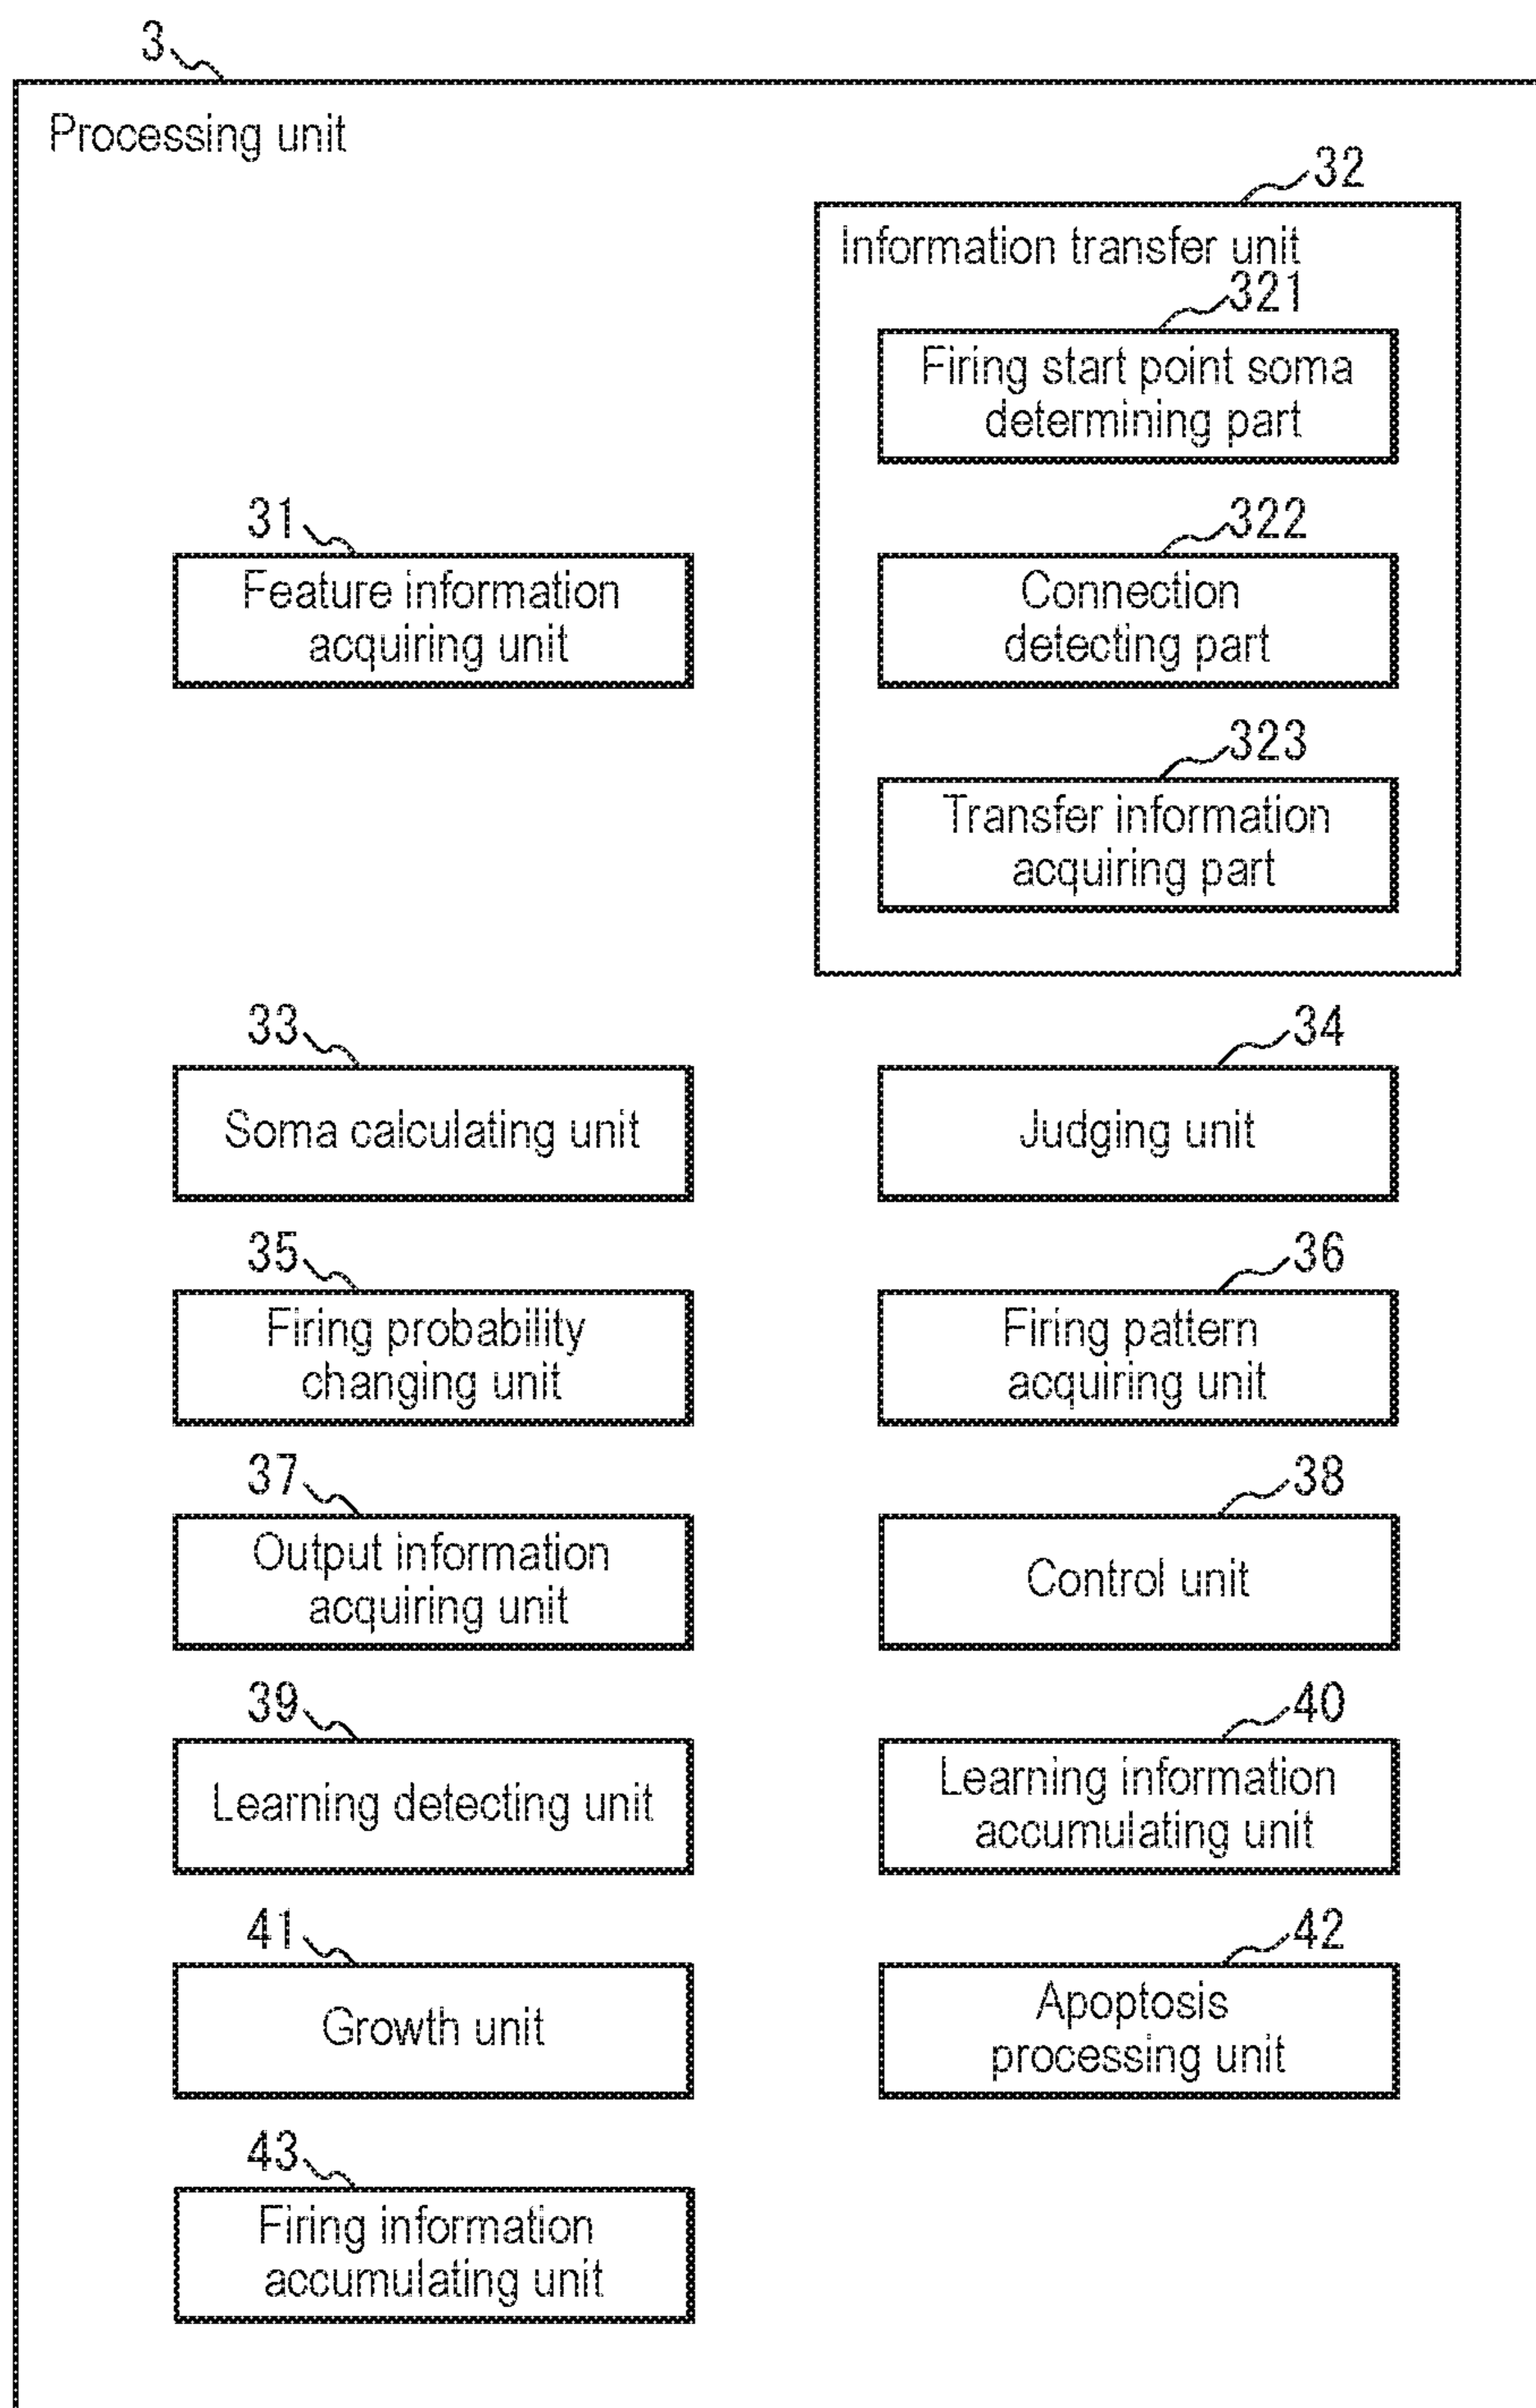 3
Processing unit
32
Information transfer unit
321
Firing start point soma
determining part
31
Feature information
acquiring unit
322
Connection
detecting part
323
Transfer information
acquiring part
33
Soma calculating unit
34
Judging unit
35
Firing probability
changing unit
36
Firing pattern
acquiring unit
37
Output information
acquiring unit
38
Control unit
39
Learning detecting unit
40
Learning information
accumulating unit
41
Growth unit
42
Apoptosis
processing unit
43
Firing information
accumulating unit